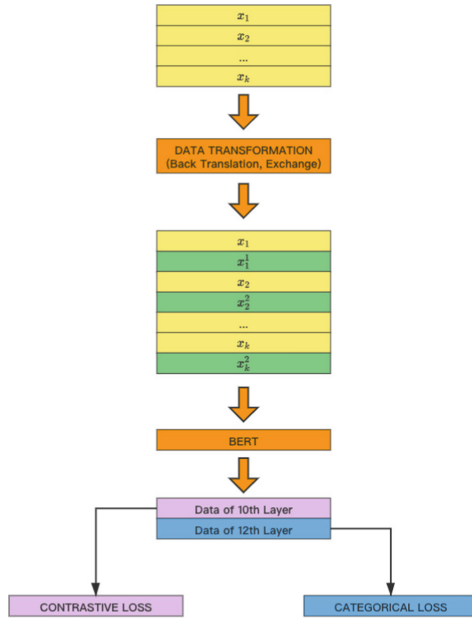 x₁
x₂
...
xₖ
DATA TRANSFORMATION
(Back Translation, Exchange)
x₁
x₁¹
x₂
x₂²
...
xₖ
xₖ²
BERT
Data of 10th Layer
Data of 12th Layer
CONTRASTIVE LOSS
CATEGORICAL LOSS